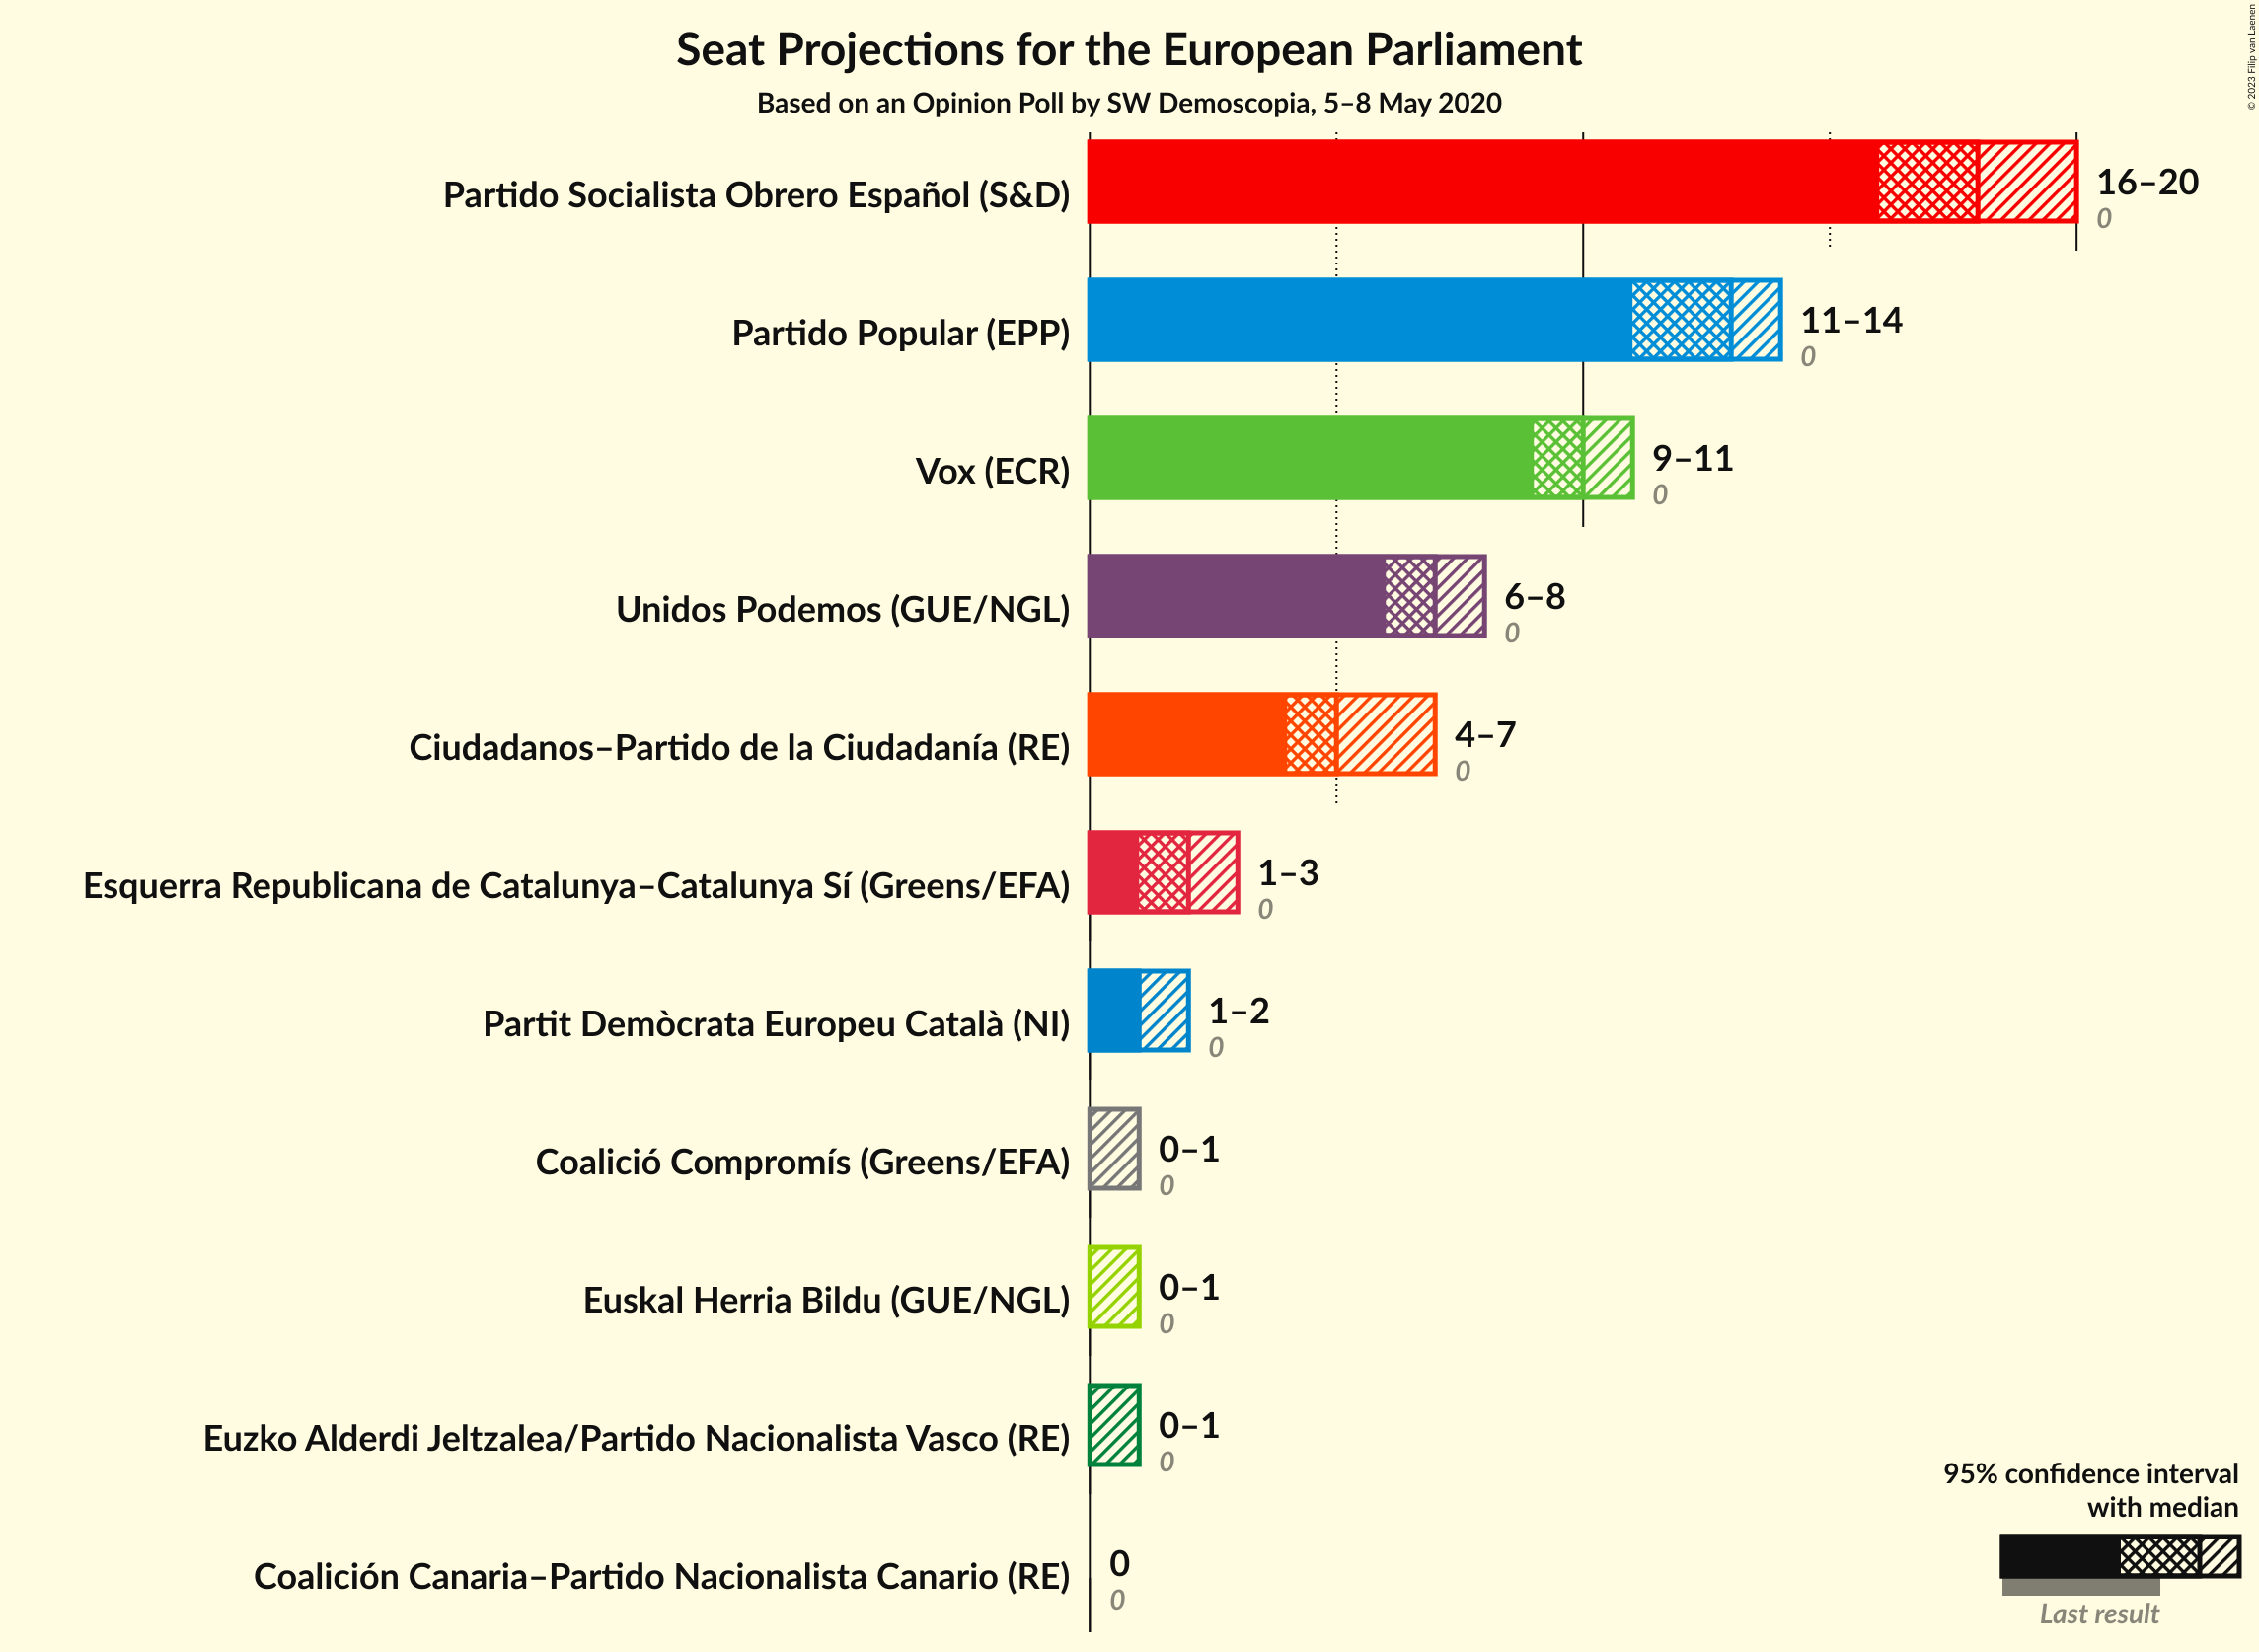 Seat Projections for the European Parliament
Based on an Opinion Poll by SW Demoscopia, 5–8 May 2020
© 2023 Filip van Laenen
Partido Socialista Obrero Español (S&D)
16–20
0
Partido Popular (EPP)
11–14
0
Vox (ECR)
9–11
0
Unidos Podemos (GUE/NGL)
6–8
0
Ciudadanos–Partido de la Ciudadanía (RE)
4–7
0
Esquerra Republicana de Catalunya–Catalunya Sí (Greens/EFA)
1–3
0
Partit Demòcrata Europeu Català (NI)
1–2
0
Coalició Compromís (Greens/EFA)
0–1
0
Euskal Herria Bildu (GUE/NGL)
0–1
0
Euzko Alderdi Jeltzalea/Partido Nacionalista Vasco (RE)
0–1
0
Coalición Canaria–Partido Nacionalista Canario (RE)
0
0
95% confidence interval
with median
Last result